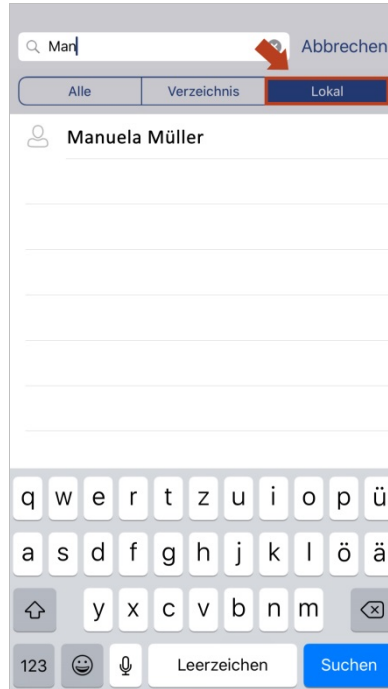 Man Abbrechen
Alle Verzeichnis Lokal
Manuela Müller
q w e r t z u i o p ü
a s d f g h j k l ö ä
y x c v b n m
123 Leerzeichen Suchen